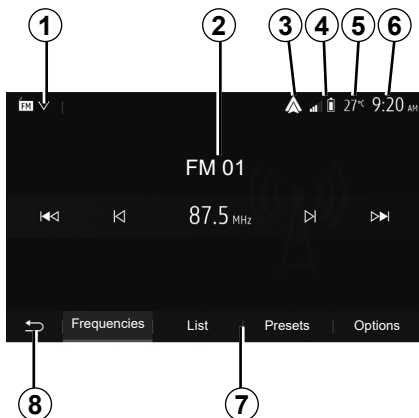 1 2 3 4 5 6
FM 27°C 9:20 AM
FM 01
87.5 MHz
Frequencies List Presets Options
8 7